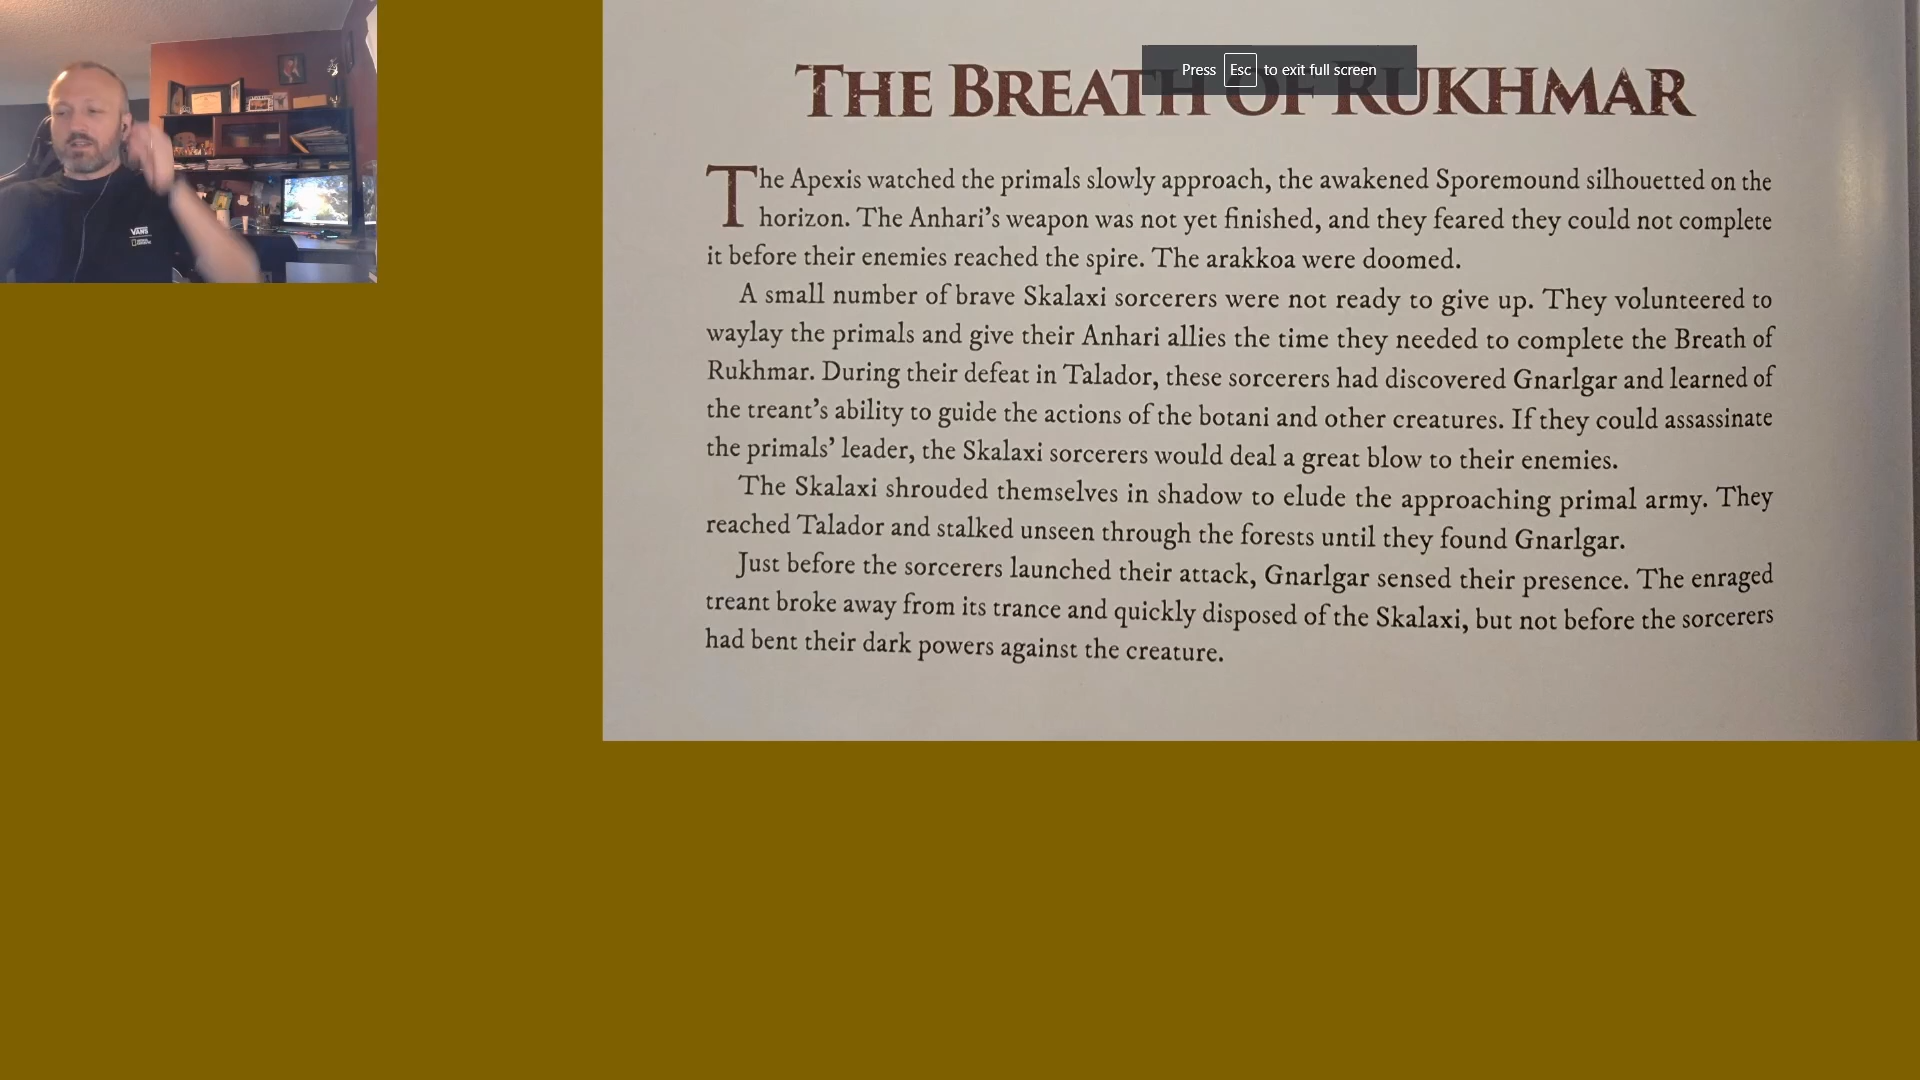 THE BREATH OF RUKHMAR
Press Esc to exit full screen
The Apexis watched the primals slowly approach, the awakened Sporemound silhouetted on the
horizon. The Anhari's weapon was not yet finished, and they feared they could not complete
it before their enemies reached the spire. The arakkoa were doomed.
A small number of brave Skalaxi sorcerers were not ready to give up. They volunteered to
waylay the primals and give their Anhari allies the time they needed to complete the Breath of
Rukhmar. During their defeat in Talador, these sorcerers had discovered Gnarlgar and learned of
the treant's ability to guide the actions of the botani and other creatures. If they could assassinate
the primals' leader, the Skalaxi sorcerers would deal a great blow to their enemies.
The Skalaxi shrouded themselves in shadow to elude the approaching primal army. They
reached Talador and stalked unseen through the forests until they found Gnarlgar.
Just before the sorcerers launched their attack, Gnarlgar sensed their presence. The enraged
treant broke away from its trance and quickly disposed of the Skalaxi, but not before the sorcerers
had bent their dark powers against the creature.
VANS